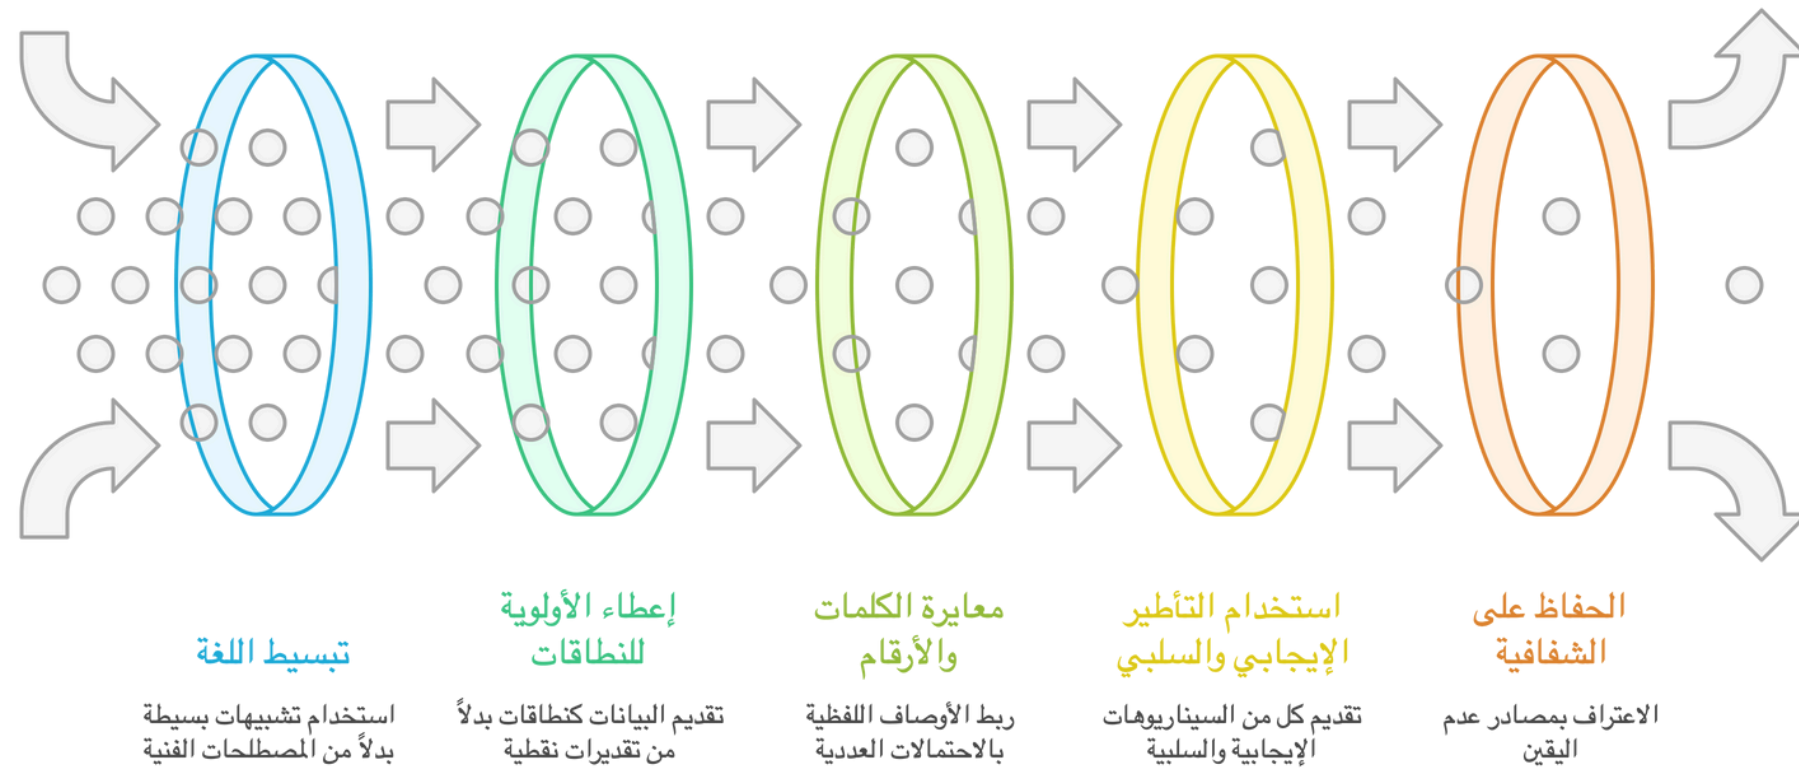 تبسيط اللغة
استخدام تشبيهات بسيطة
بدلاً من المصطلحات الفنية
إعطاء الأولوية
للنطاقات
تقديم البيانات كنطاقات بدلاً
من تقديرات نقطية
معايرة الكلمات
والأرقام
ربط الأوصاف اللفظية
بالاحتمالات العددية
استخدام التأطير
الإيجابي والسلبي
تقديم كل من السيناريوهات
الإيجابية والسلبية
الحفاظ على
الشفافية
الاعتراف بمصادر عدم
اليقين